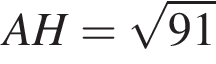 AH = √91